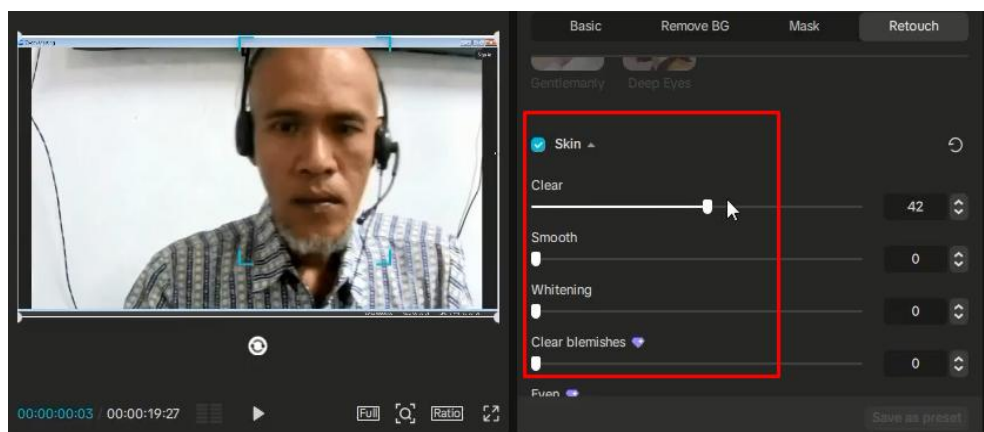 Basic Remove BG Mask Retouch
Gentlemanly Deep Eyes
Skin
Clear
42
Smooth
0
Whitening
0
Clear blemishes
0
Even
00:00:00:03 / 00:00:19:27
Full Ratio
Save as preset